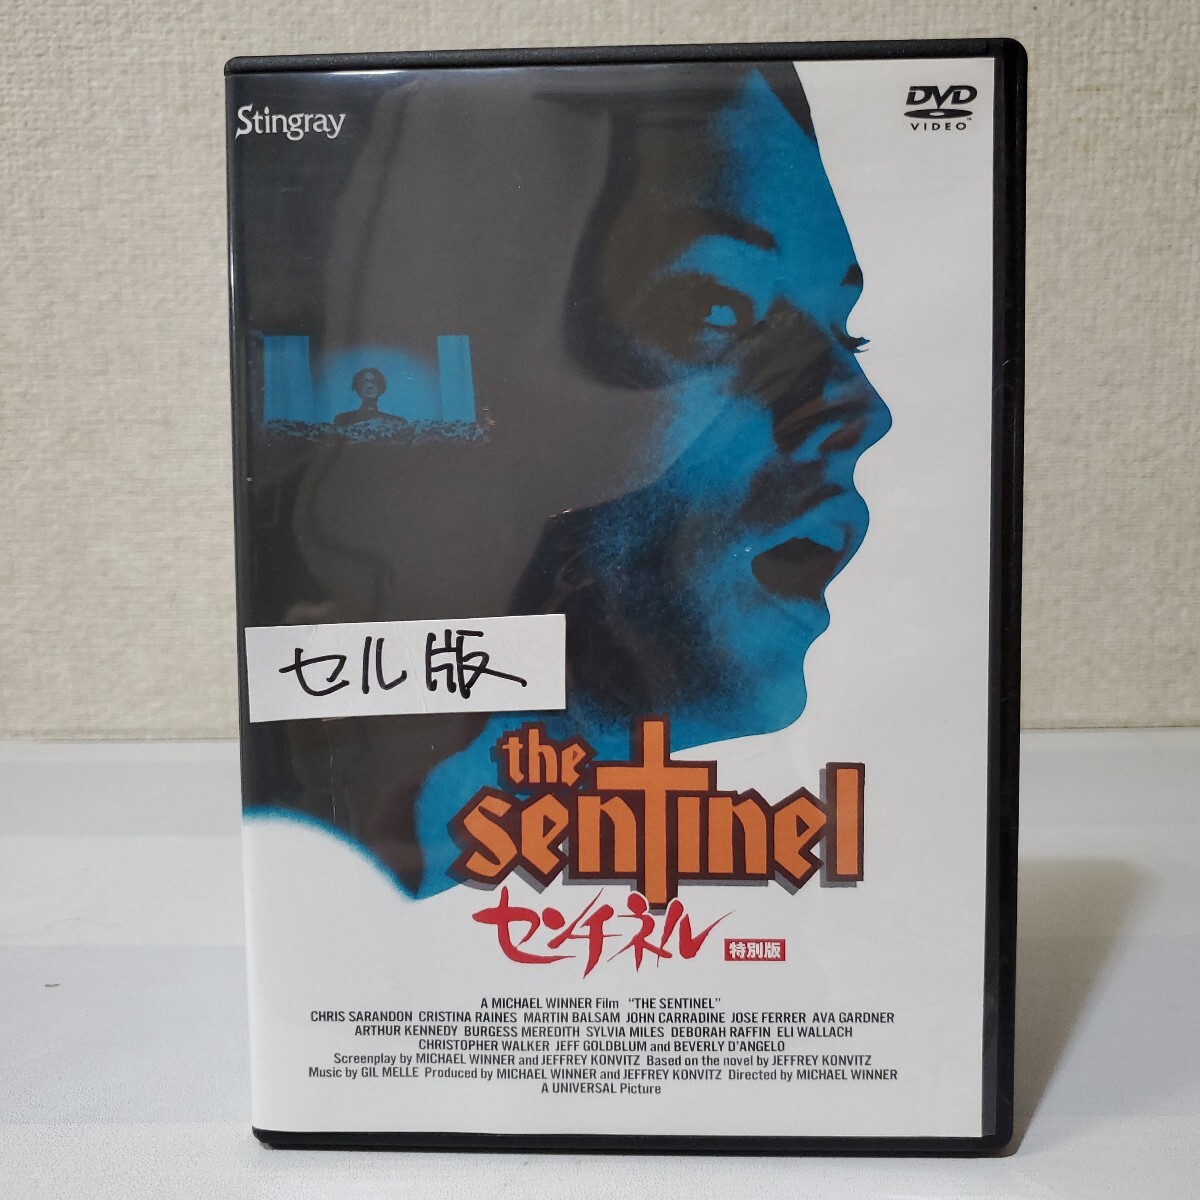 Stingray
DVD
VIDEO™
セル版
the
sentinel
センチネル
特別版
A MICHAEL WINNER Film "THE SENTINEL"
CHRIS SARANDON CRISTINA RAINES MARTIN BALSAM JOHN CARRADINE JOSE FERRER AVA GARDNER
ARTHUR KENNEDY BURGESS MEREDITH SYLVIA MILES DEBORAH RAFFIN ELI WALLACH
CHRISTOPHER WALKER JEFF GOLDBLUM and BEVERLY D'ANGELO
Screenplay by MICHAEL WINNER and JEFFREY KONVITZ Based on the novel by JEFFREY KONVITZ
Music by GIL MELLE Produced by MICHAEL WINNER and JEFFREY KONVITZ Directed by MICHAEL WINNER
A UNIVERSAL Picture